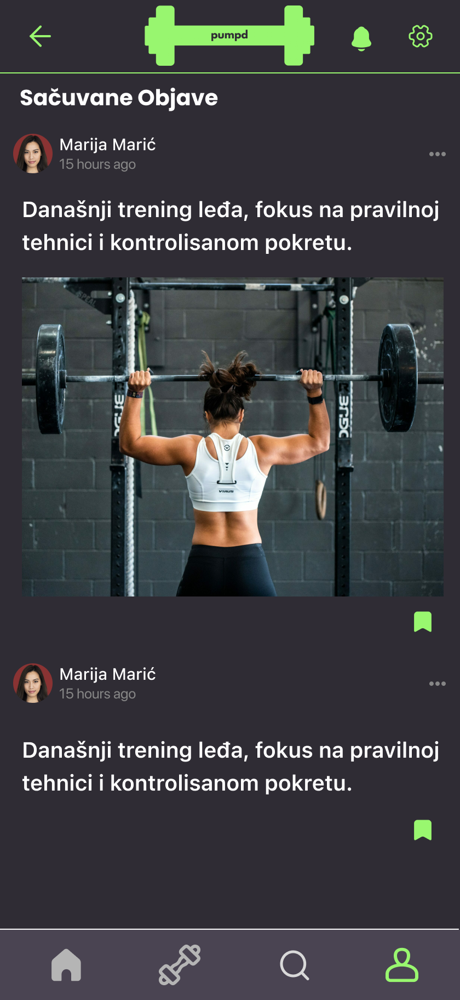 pumpd
Sačuvane Objave
Marija Marić
15 hours ago
Današnji trening leđa, fokus na pravilnoj
tehnici i kontrolisanom pokretu.
SPEAL
VIRUS
Marija Marić
15 hours ago
Današnji trening leđa, fokus na pravilnoj
tehnici i kontrolisanom pokretu.